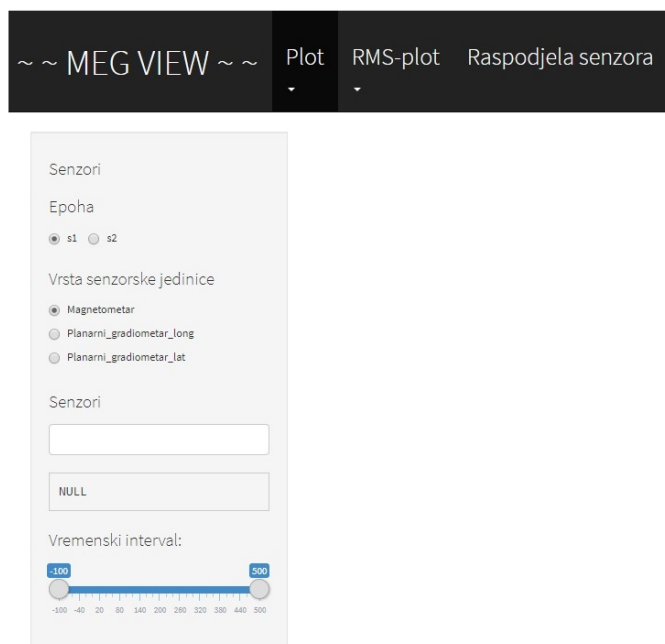 ~ ~ MEG VIEW ~ ~
Plot
RMS-plot
Raspodjela senzora
Senzori
Epoha
s1 s2
Vrsta senzorske jedinice
Magnetometar
Planarni_gradiometar_long
Planarni_gradiometar_lat
Senzori
NULL
Vremenski interval:
-100 500
-100 -40 20 80 140 200 260 320 380 440 500